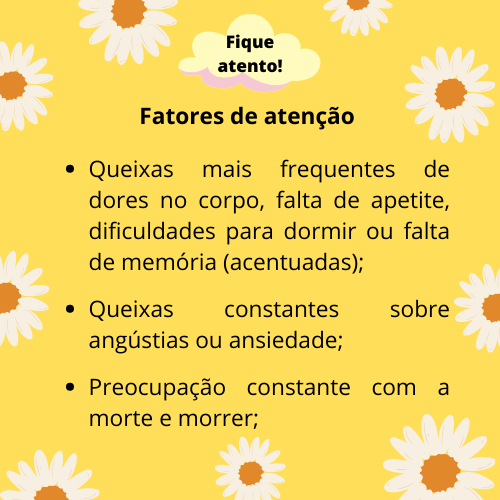 Fique
atento!
Fatores de atenção
• Queixas mais frequentes de
dores no corpo, falta de apetite,
dificuldades para dormir ou falta
de memória (acentuadas);
• Queixas constantes sobre
angústias ou ansiedade;
• Preocupação constante com a
morte e morrer;